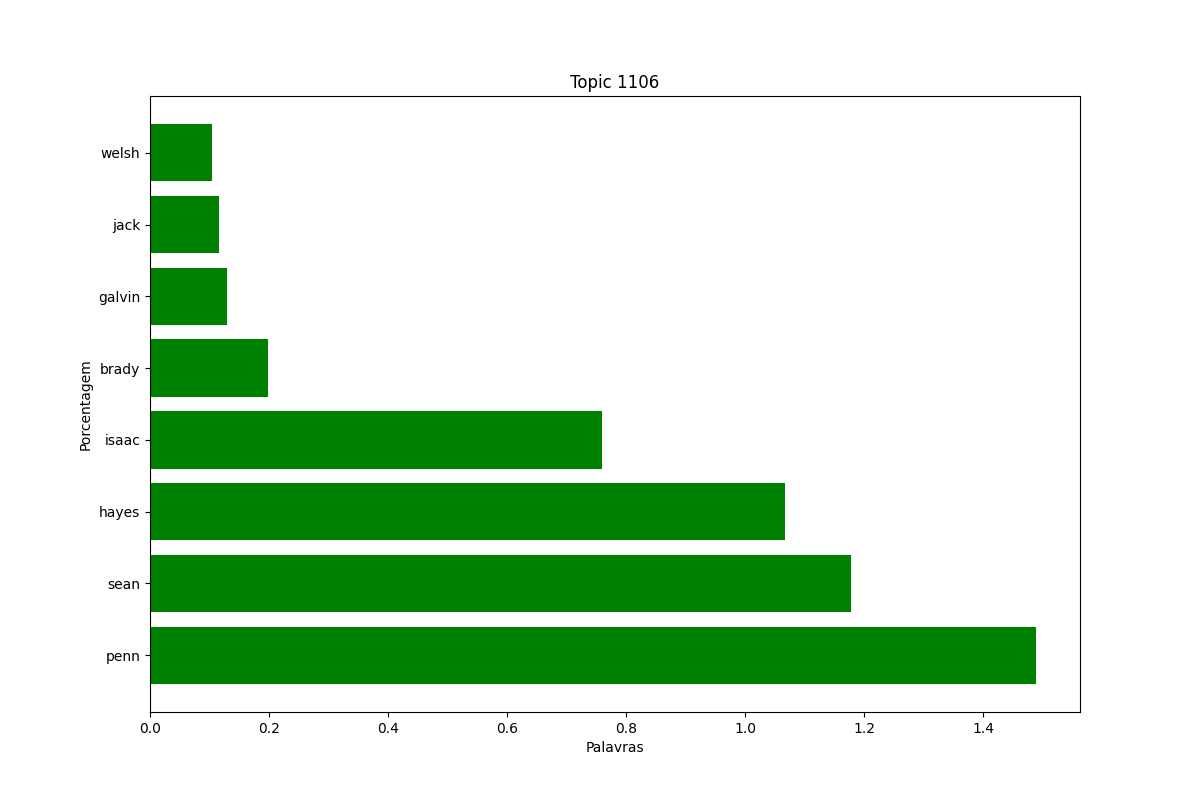 Topic 1106
welsh
jack
galvin
brady
isaac
hayes
sean
penn
Porcentagem
0.0 0.2 0.4 0.6 0.8 1.0 1.2 1.4
Palavras